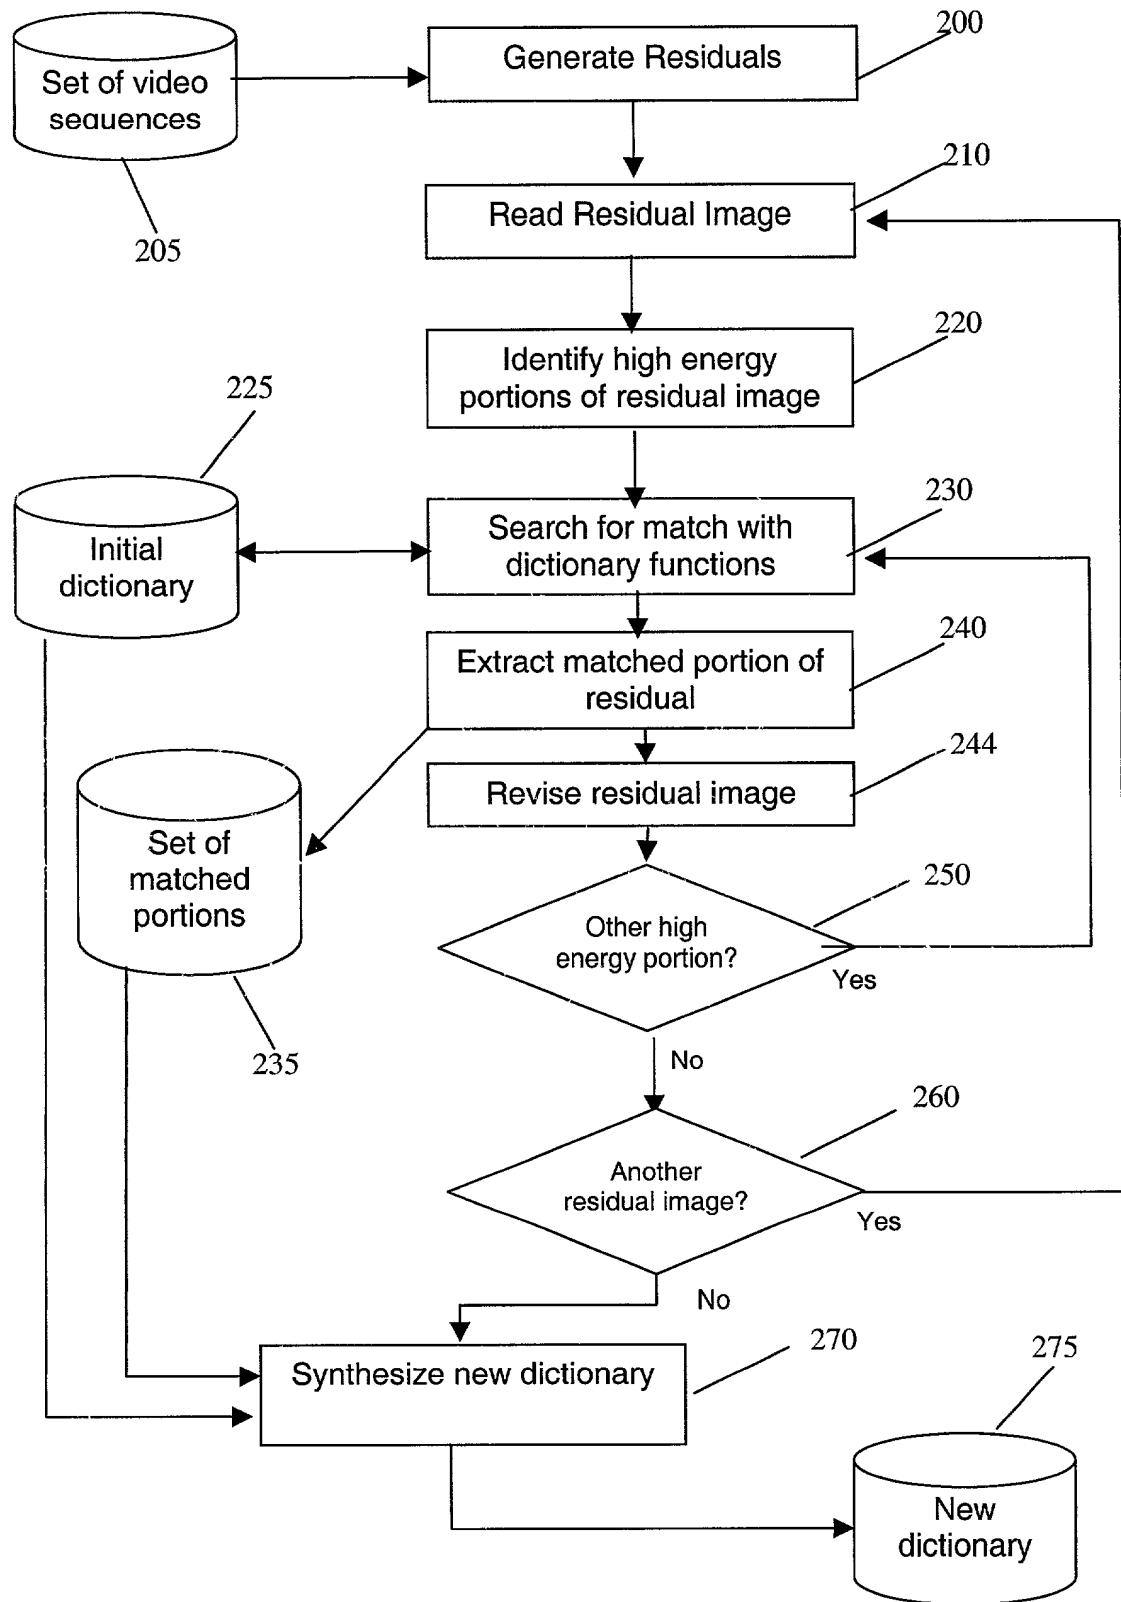 200
Generate Residuals
Set of video
sequences
205
210
Read Residual Image
220
Identify high energy
portions of residual image
225
Initial
dictionary
230
Search for match with
dictionary functions
240
Extract matched portion of
residual
244
Revise residual image
Set of
matched
portions
235
250
Other high
energy portion?
Yes
No
260
Another
residual image?
Yes
No
270
Synthesize new dictionary
275
New
dictionary